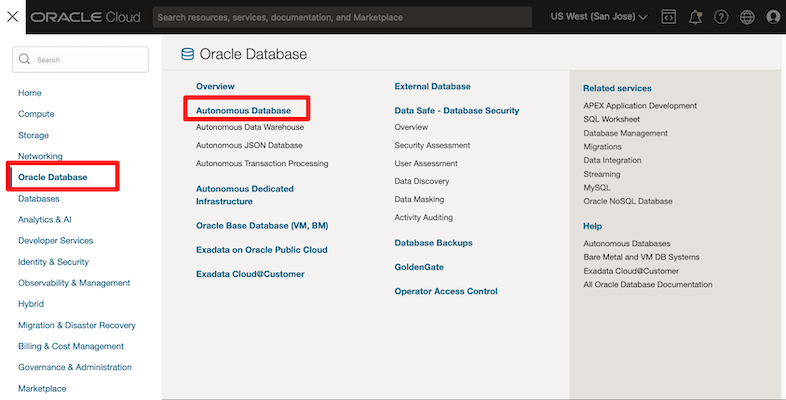 ORACLE Cloud
Search resources, services, documentation, and Marketplace
US West (San Jose)
Search
Home
Compute
Storage
Networking
Oracle Database
Databases
Analytics & AI
Developer Services
Identity & Security
Observability & Management
Hybrid
Migration & Disaster Recovery
Billing & Cost Management
Governance & Administration
Marketplace
Oracle Database
Overview
Autonomous Database
Autonomous Data Warehouse
Autonomous JSON Database
Autonomous Transaction Processing
Autonomous Dedicated
Infrastructure
Oracle Base Database (VM, BM)
Exadata on Oracle Public Cloud
Exadata Cloud@Customer
External Database
Data Safe - Database Security
Overview
Security Assessment
User Assessment
Data Discovery
Data Masking
Activity Auditing
Database Backups
GoldenGate
Operator Access Control
Related services
APEX Application Development
SQL Worksheet
Database Management
Migrations
Data Integration
Streaming
MySQL
Oracle NoSQL Database
Help
Autonomous Databases
Bare Metal and VM DB Systems
Exadata Cloud@Customer
All Oracle Database Documentation